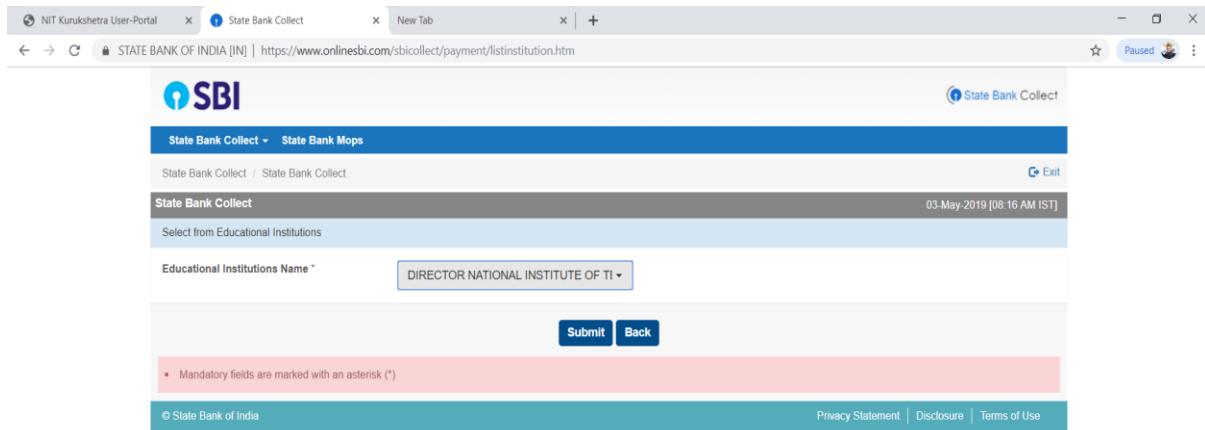 NIT Kurukshetra User-Portal State Bank Collect New Tab
STATE BANK OF INDIA [IN] | https://www.onlinesbi.com/sbicollect/payment/listinstitution.htm Paused
SBI State Bank Collect
State Bank Collect State Bank Mops
State Bank Collect / State Bank Collect Exit
State Bank Collect 03-May-2019 [08:16 AM IST]
Select from Educational Institutions
Educational Institutions Name * DIRECTOR NATIONAL INSTITUTE OF
Submit Back
Mandatory fields are marked with an asterisk (*)
© State Bank of India Privacy Statement | Disclosure | Terms of Use